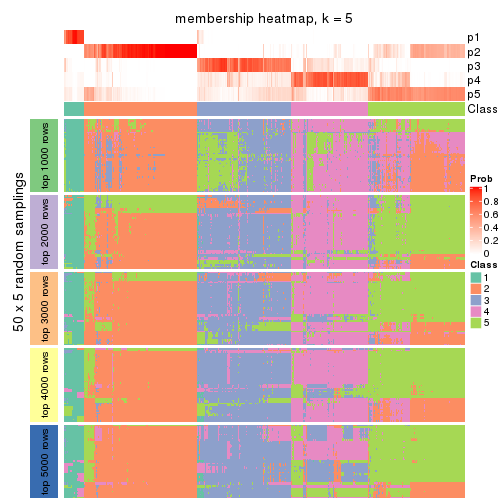 membership heatmap, k = 5
p1
p2
p3
p4
p5
Class
50 x 5 random samplings
top 1000 rows
top 2000 rows
top 3000 rows
top 4000 rows
top 5000 rows
Prob
1
0.8
0.6
0.4
0.2
0
Class
1
2
3
4
5